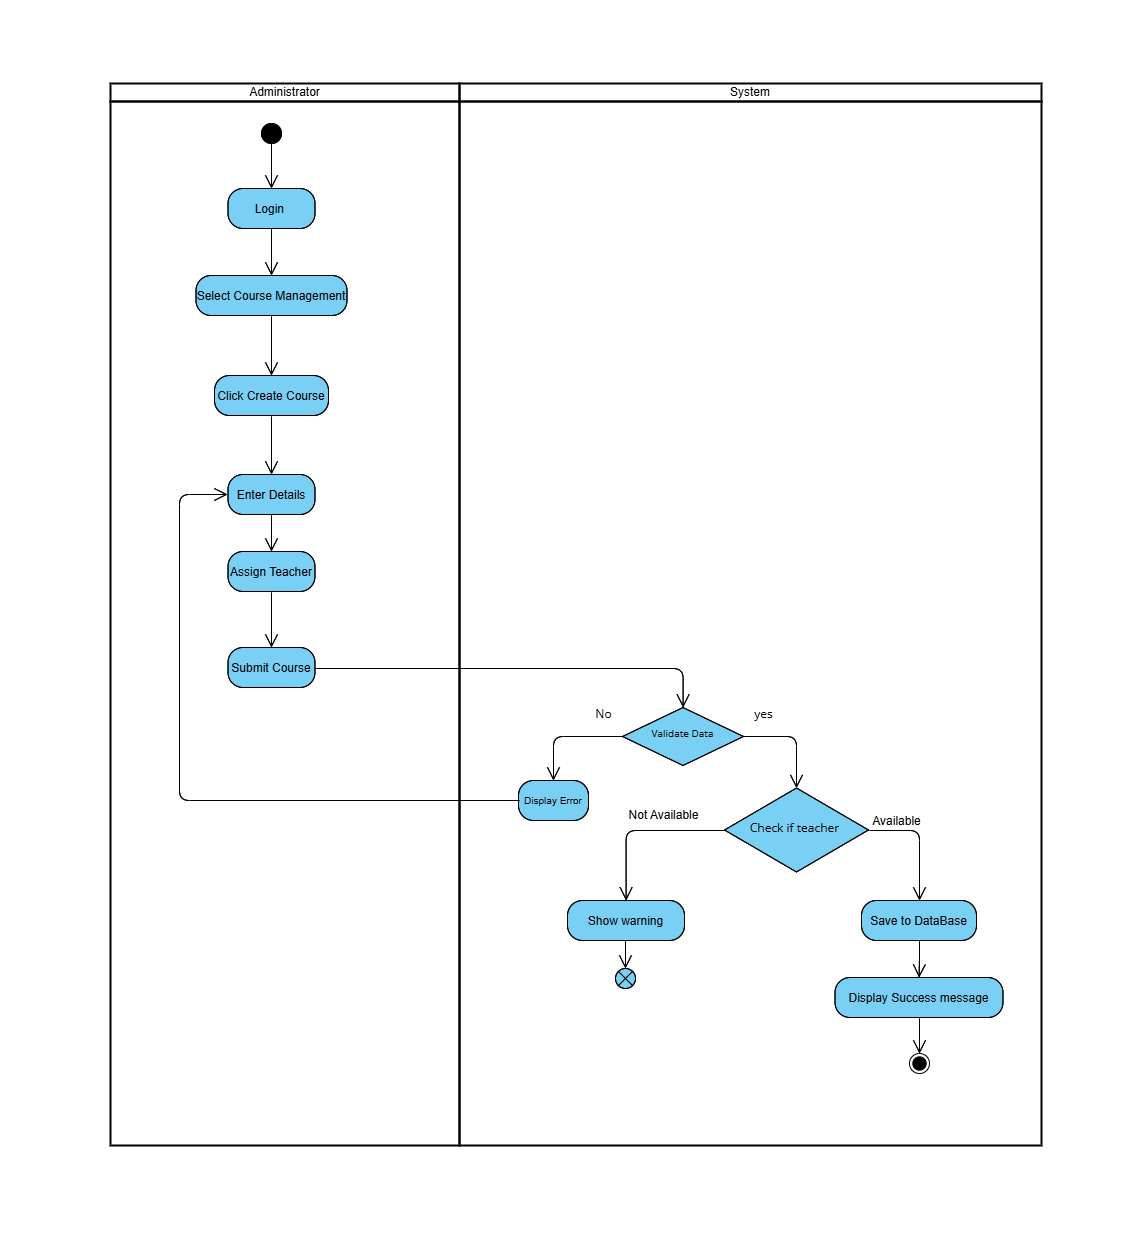 Administrator
System
Login
Select Course Management
Click Create Course
Enter Details
Assign Teacher
Submit Course
No
yes
Validate Data
Display Error
Not Available
Check if teacher
Available
Show warning
Save to DataBase
Display Success message